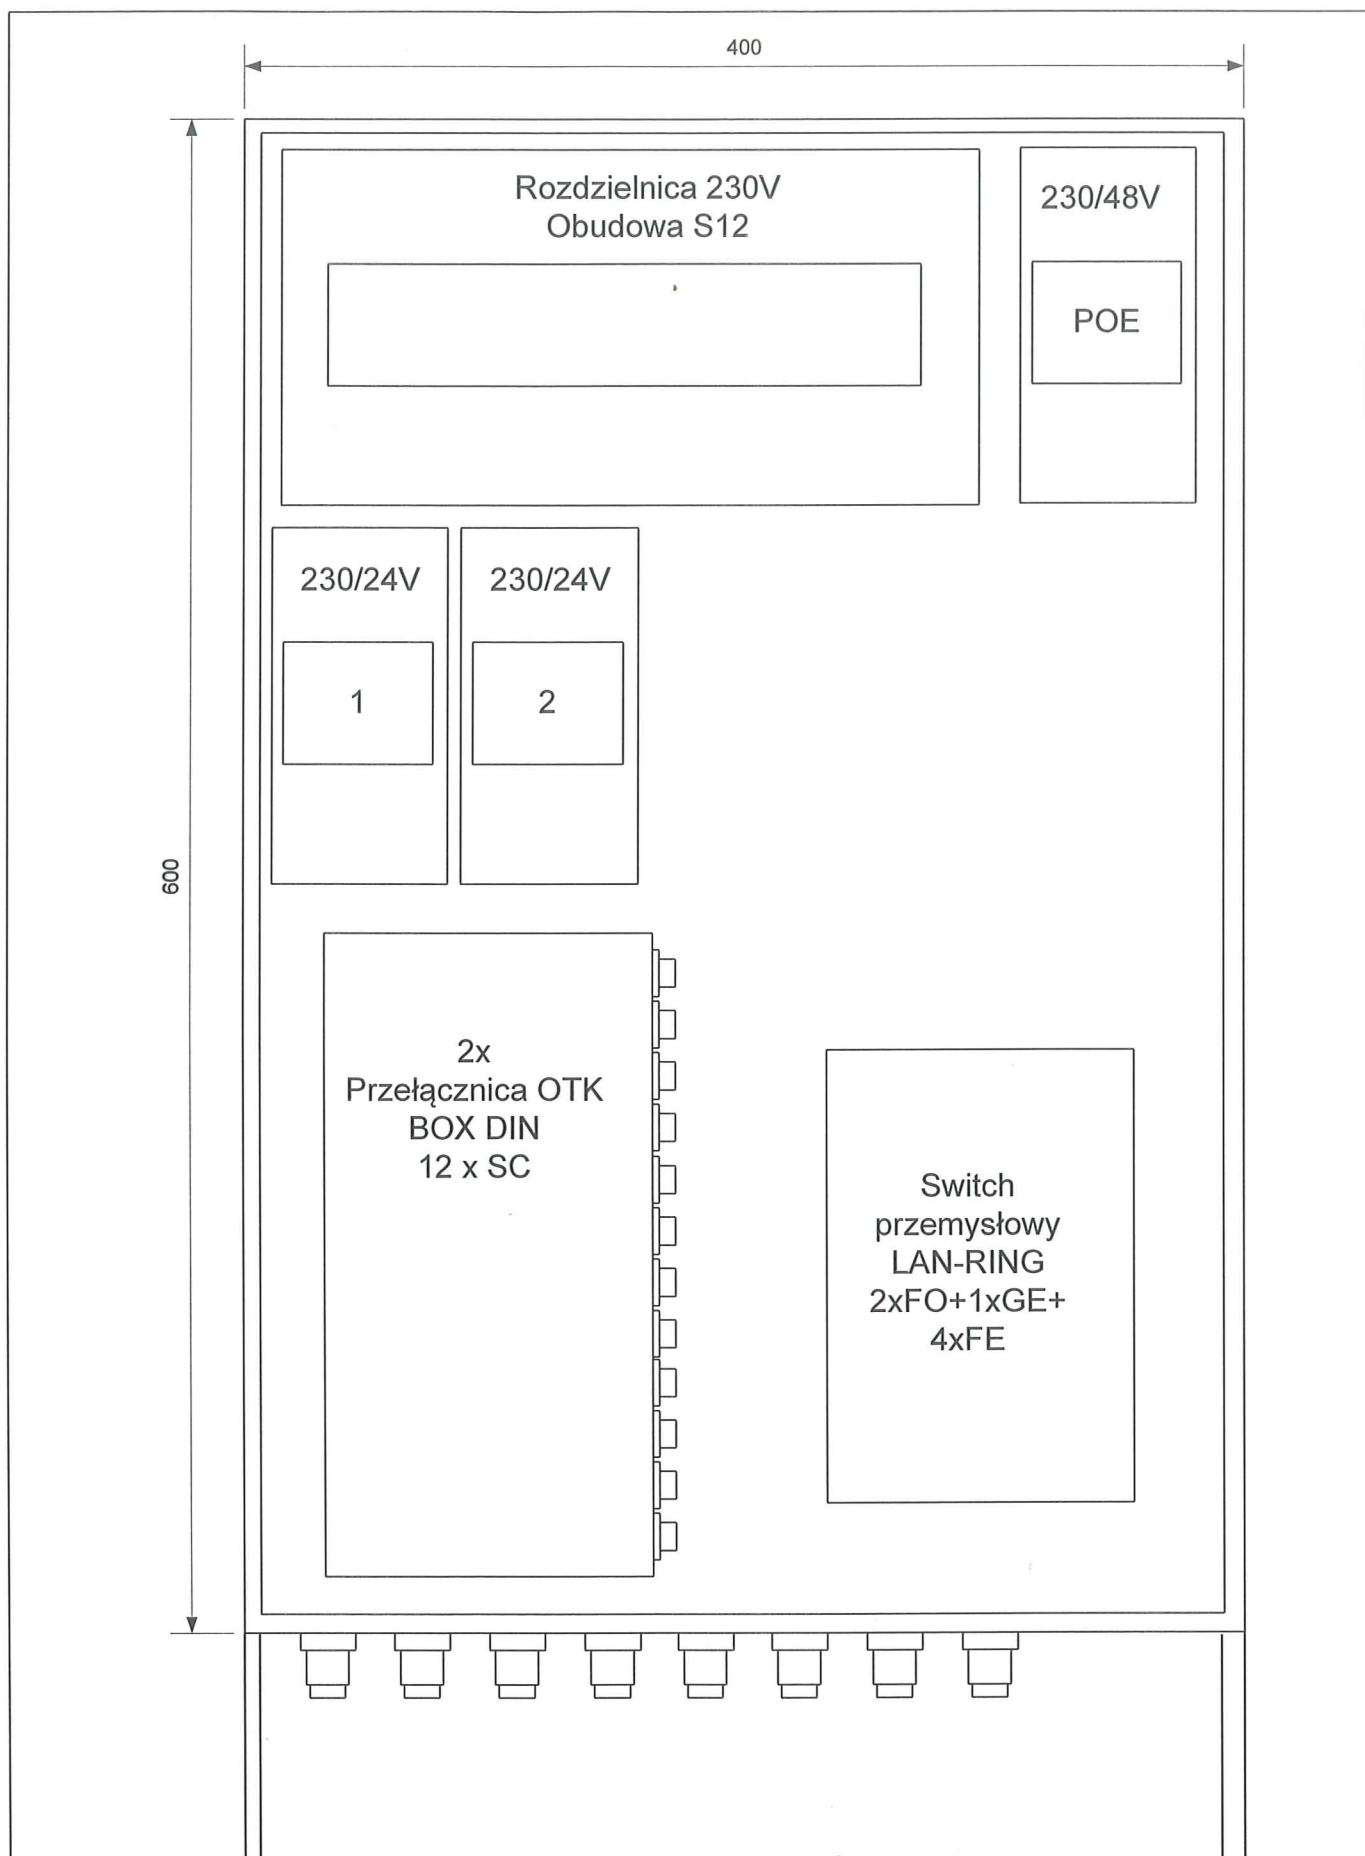 400
Rozdzielnica 230V
Obudowa S12
230/48V
POE
230/24V
1
230/24V
2
600
2x
Przełącznica OTK
BOX DIN
12 x SC
Switch
przemysłowy
LAN-RING
2xFO+1xGE+
4xFE